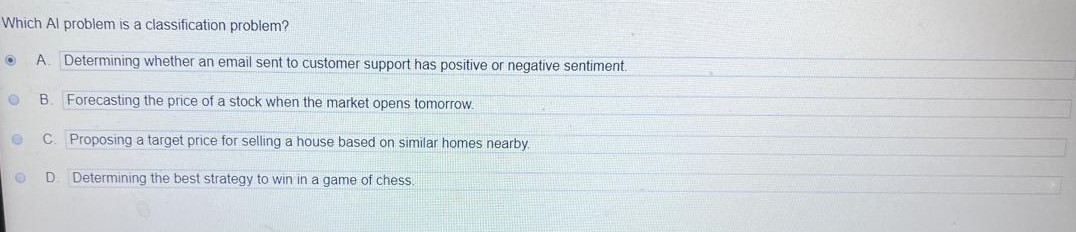 Which AI problem is a classification problem?
A. Determining whether an email sent to customer support has positive or negative sentiment.
B. Forecasting the price of a stock when the market opens tomorrow.
C. Proposing a target price for selling a house based on similar homes nearby.
D. Determining the best strategy to win in a game of chess.